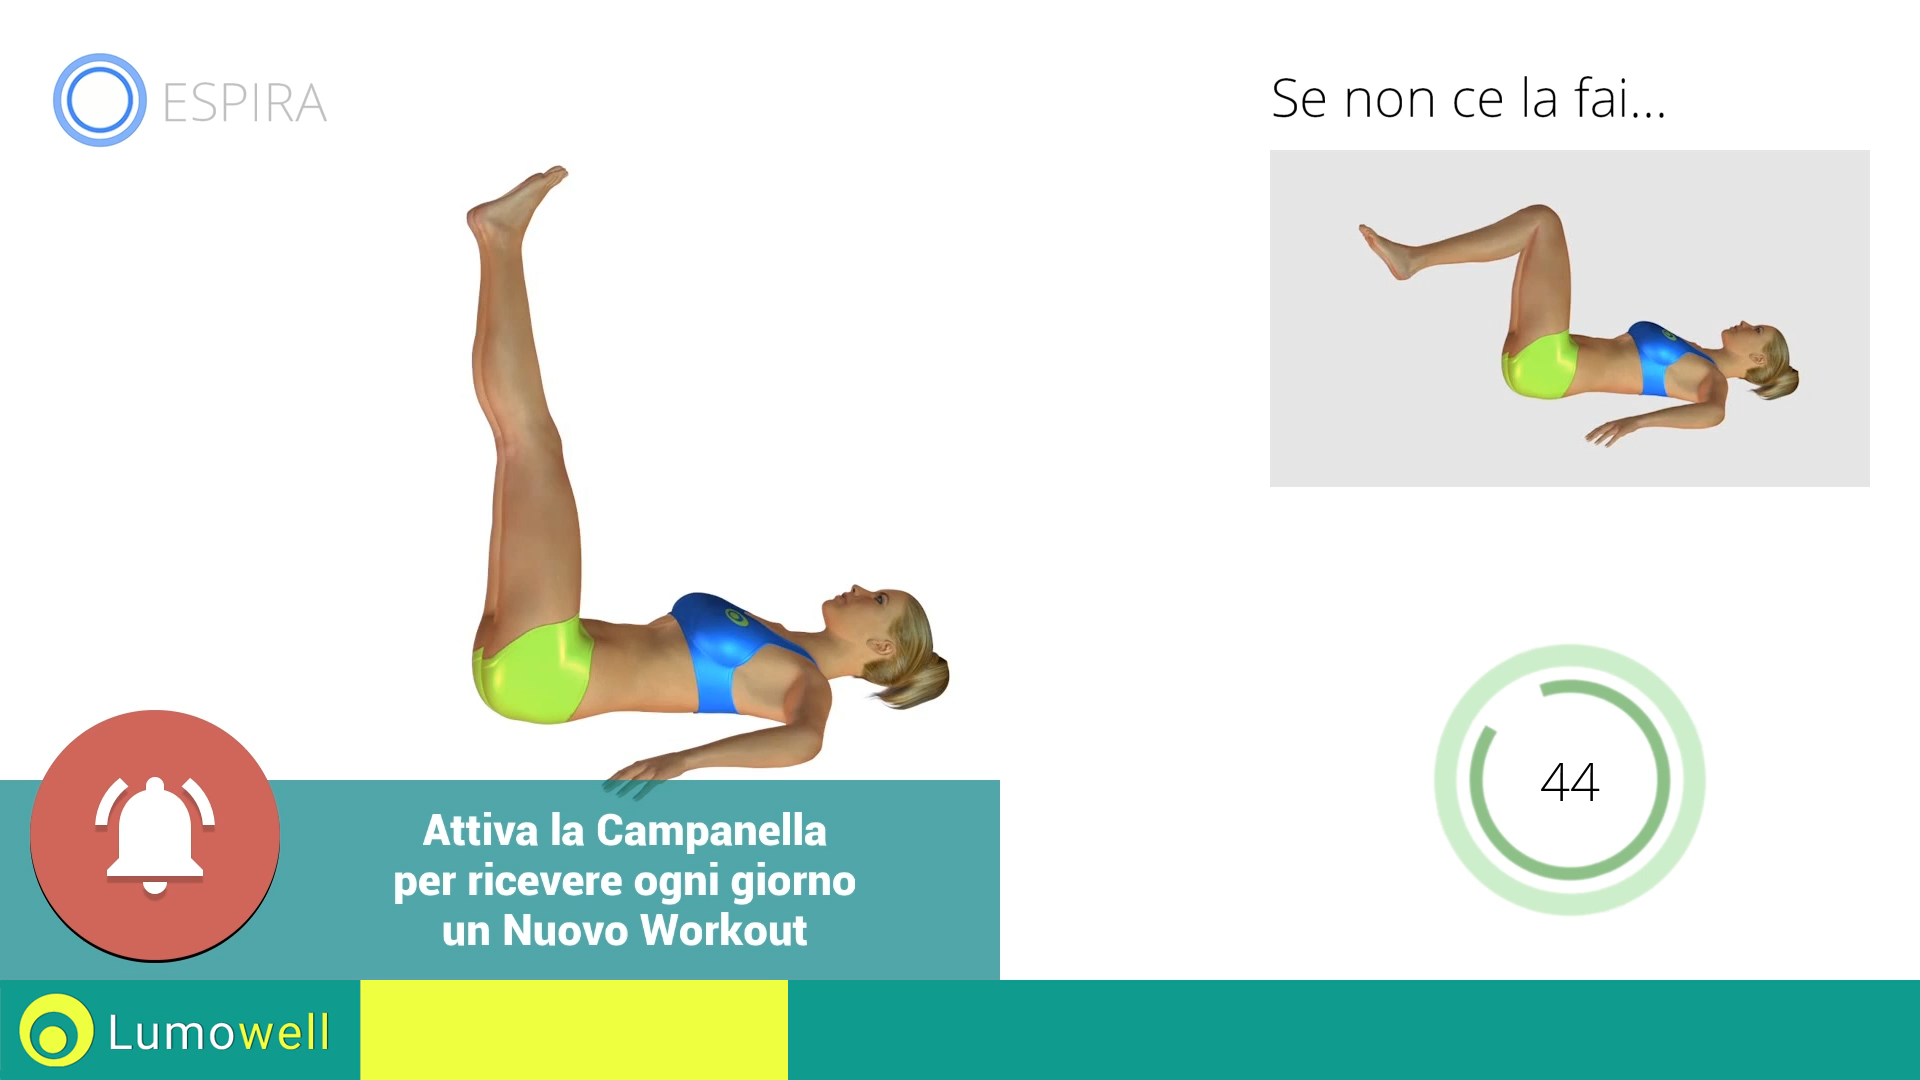 ESPIRA
Se non ce la fai...
44
Attiva la Campanella
per ricevere ogni giorno
un Nuovo Workout
Lumowell